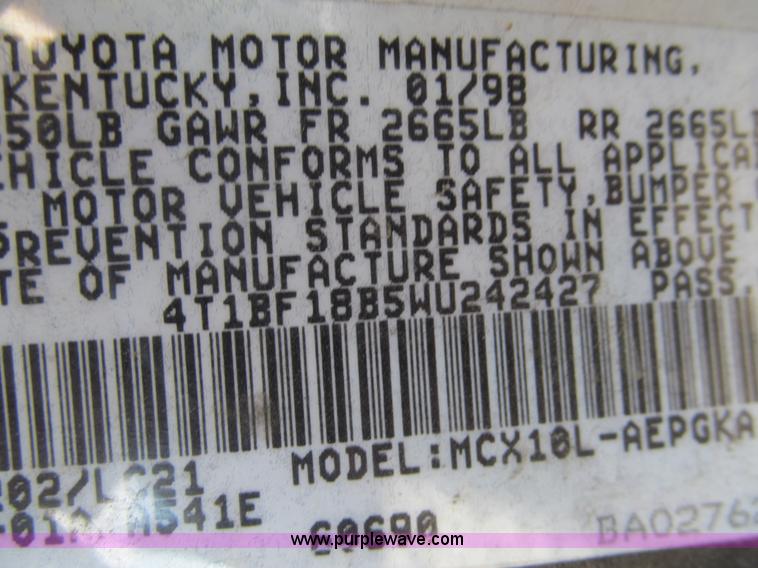 TOYOTA MOTOR MANUFACTURING,
KENTUCKY, INC. 01/98
50LB GAWR FR 2665LB RR 2665L
HICLE CONFORMS TO ALL APPLICA
MOTOR VEHICLE SAFETY, BUMPER
PREVENTION STANDARDS IN EFFECT
TE OF MANUFACTURE SHOWN ABOVE
4T1BF18B5WU242427 PASS.
MODEL:MCX10L-AEPGKA
202/LC21
A541E
BA02762
www.purplewave.com